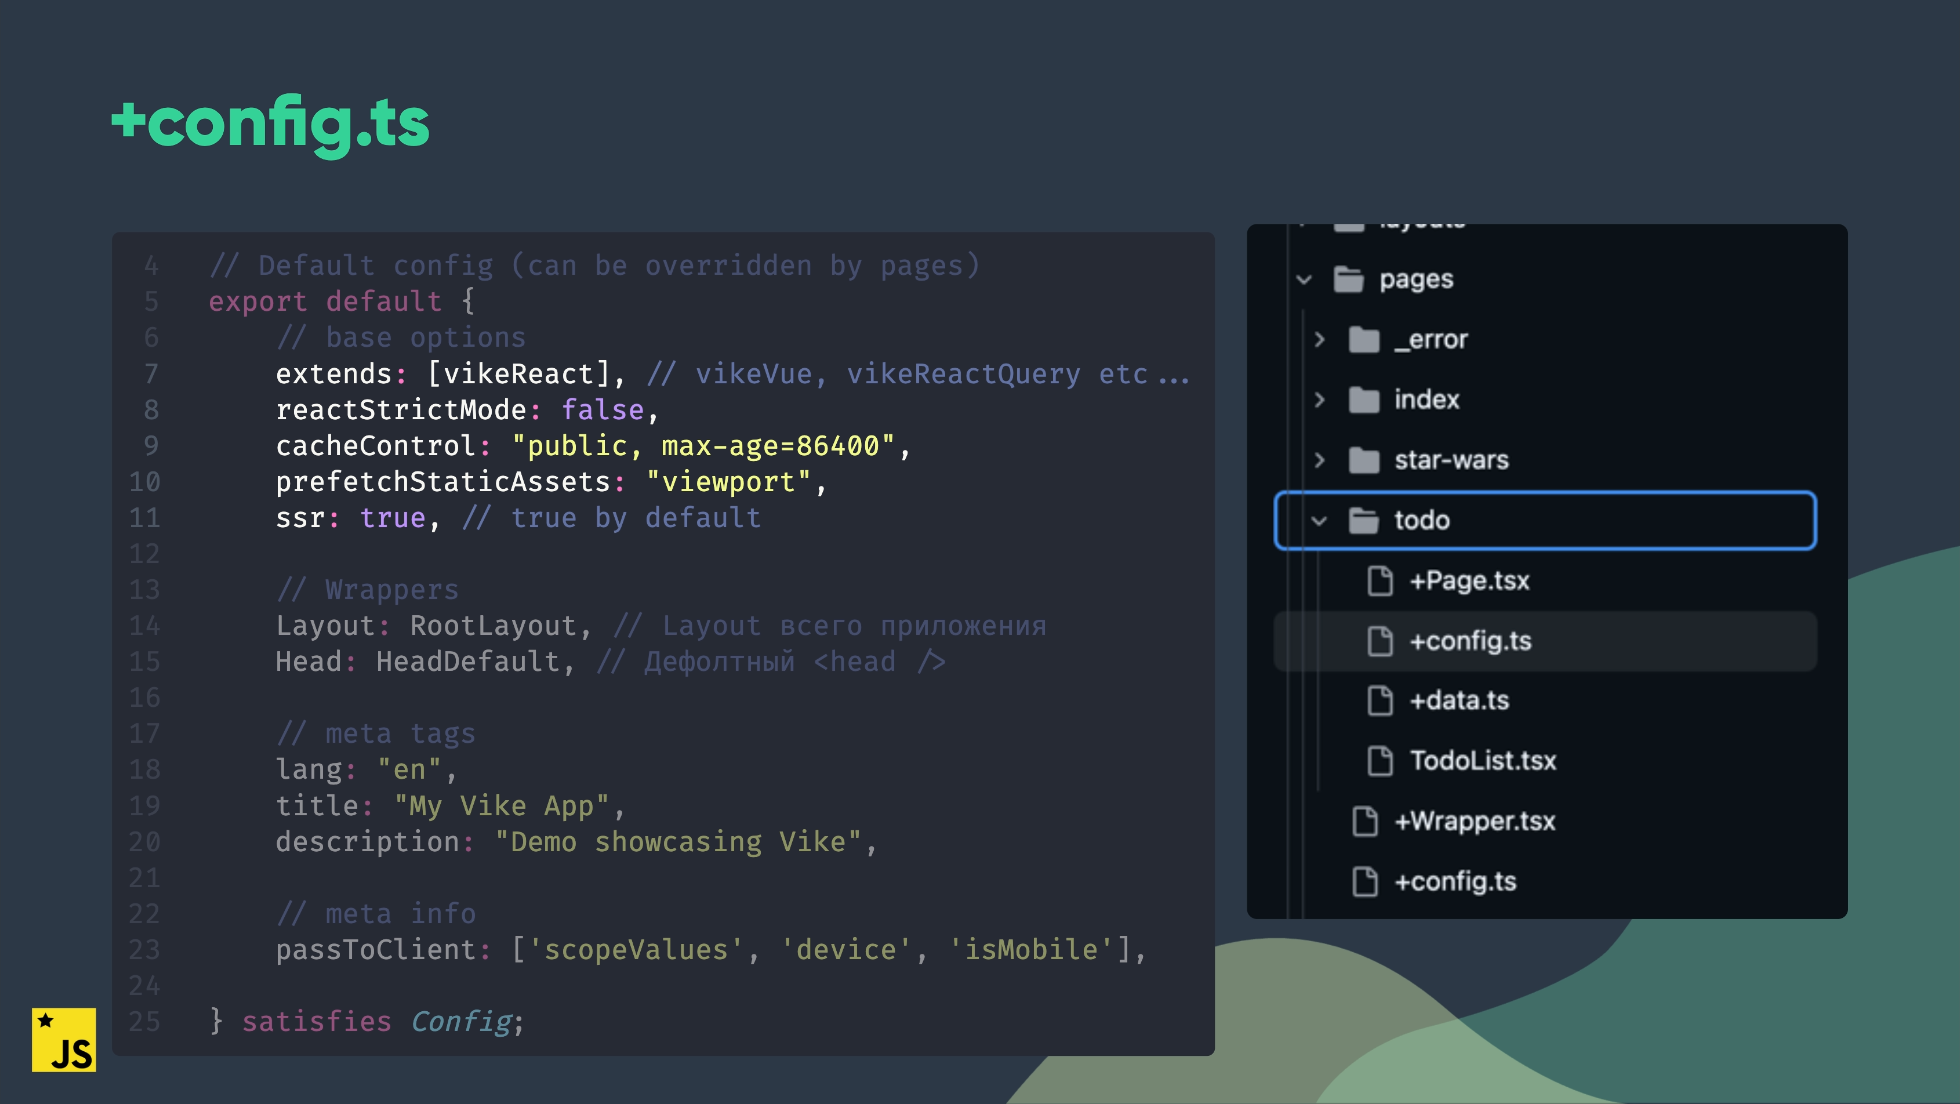 +config.ts
4 // Default config (can be overridden by pages)
5 export default {
6 // base options
7 extends: [vikeReact], // vikeVue, vikeReactQuery etc...
8 reactStrictMode: false,
9 cacheControl: "public, max-age=86400",
10 prefetchStaticAssets: "viewport",
11 ssr: true, // true by default
12
13 // Wrappers
14 Layout: RootLayout, // Layout всего приложения
15 Head: HeadDefault, // Дефолтный <head />
16
17 // meta tags
18 lang: "en",
19 title: "My Vike App",
20 description: "Demo showcasing Vike",
21
22 // meta info
23 passToClient: ['scopeValues', 'device', 'isMobile'],
24
25 } satisfies Config;
layouts
pages
_error
index
star-wars
todo
+Page.tsx
+config.ts
+data.ts
TodoList.tsx
+Wrapper.tsx
+config.ts
JS